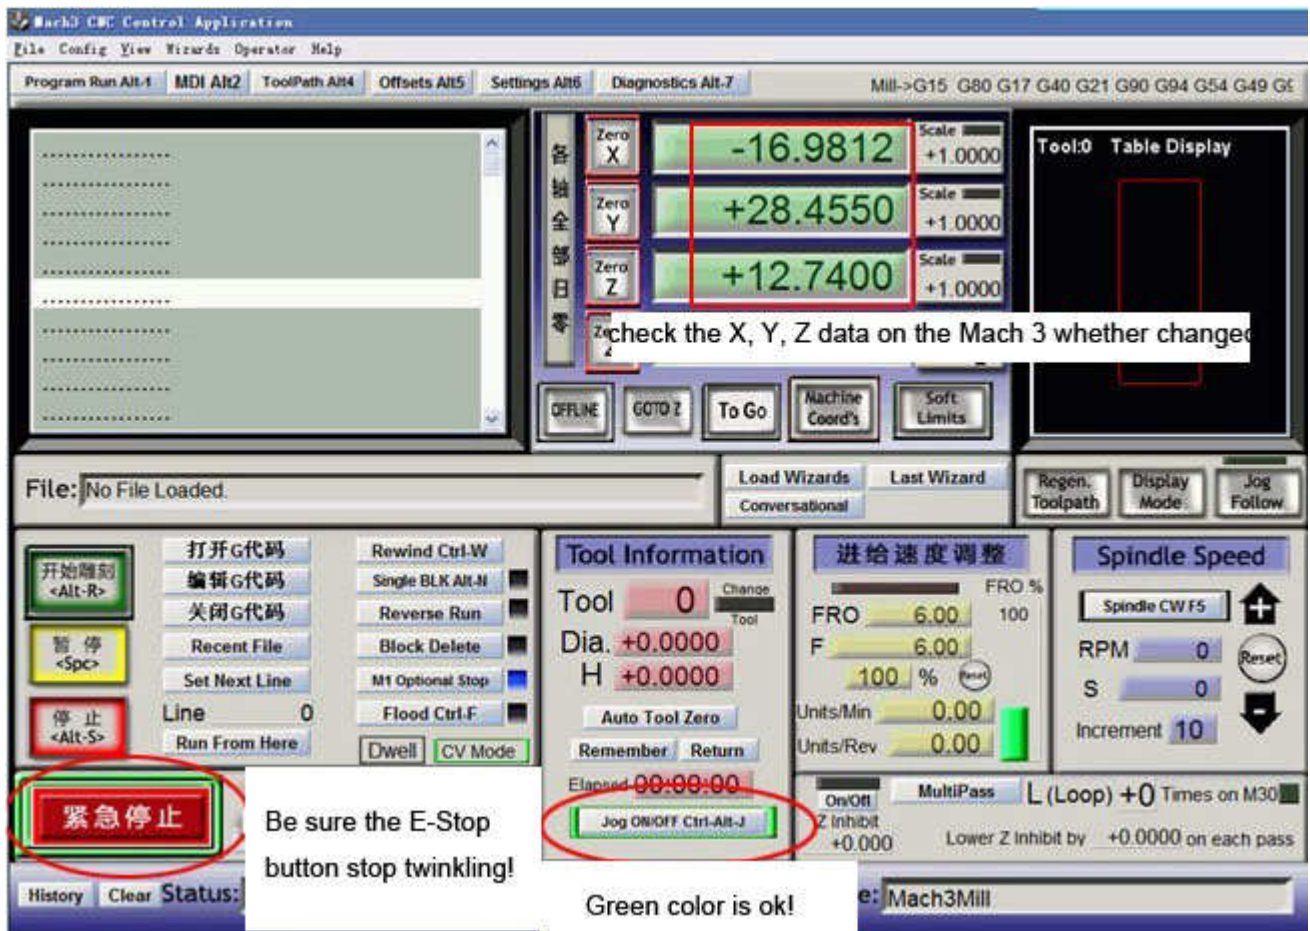 Mach3 CNC Control Application
File Config View Wizards Operator Help
Program Run Alt-1 MDI Alt2 ToolPath Alt4 Offsets Alt5 Settings Alt6 Diagnostics Alt-7
Mill->G15 G80 G17 G40 G21 G90 G94 G54 G49 G9
Zero X -16.9812 Scale +1.0000
Zero Y +28.4550 Scale +1.0000
Zero Z +12.7400 Scale +1.0000
Tool:0 Table Display
check the X, Y, Z data on the Mach 3 whether changed
OFFLINE GOTO Z To Go Machine Coord's Soft Limits
File: No File Loaded.
Load Wizards Last Wizard
Conversational
Regen. Toolpath Display Mode Jog Follow
开始雕刻
<Alt-R>
暂 停
<Spc>
停 止
<Alt-S>
紧急停止
打开G代码
编辑G代码
关闭G代码
Recent File
Set Next Line
Line 0
Run From Here
Rewind Ctrl-W
Single BLK Alt-N
Reverse Run
Block Delete
M1 Optional Stop
Flood Ctrl-F
Dwell CV Mode
Be sure the E-Stop
button stop twinkling!
Tool Information
Tool 0 Change Tool
Dia. +0.0000
H +0.0000
Auto Tool Zero
Remember Return
Elapsed 00:00:00
Jog ON/OFF Ctrl-Alt-J
Green color is ok!
进给速度调整
FRO %
FRO 6.00 100
F 6.00
100 % Reset
Units/Min 0.00
Units/Rev 0.00
Spindle Speed
Spindle CW F5
RPM 0 Reset
S 0
Increment 10
On/Off
Z Inhibit
+0.000
MultiPass L (Loop) +0 Times on M30
Lower Z Inhibit by +0.0000 on each pass
History Clear Status:
e: Mach3Mill